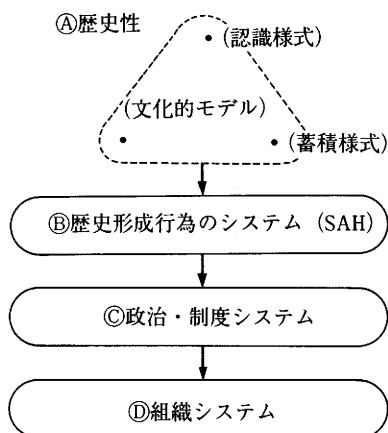 Ⓐ歴史性
• (認識様式)
(文化的モデル)
• • (蓄積様式)
Ⓑ歴史形成行為のシステム (SAH)
Ⓒ政治・制度システム
Ⓓ組織システム